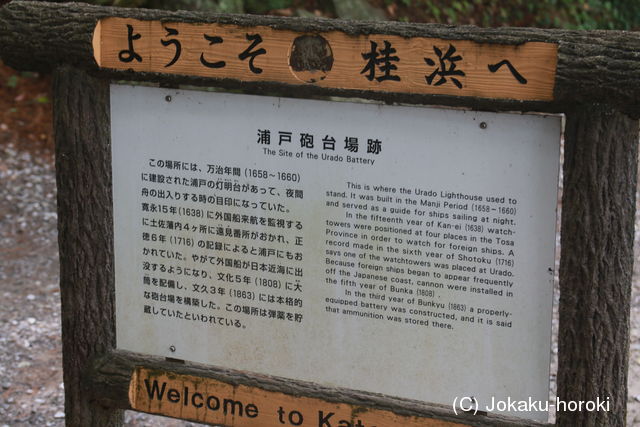 ようこそ 桂浜へ
浦戸砲台場跡
The Site of the Urado Battery
この場所には、万治年間(1658~1660)
に建設された浦戸の灯明台があって、夜間
舟の出入りする時の目印になっていた。
寛永15年(1638)に外国船来航を監視する
に土佐藩内4ヶ所に遠見番所がおかれ、正
徳6年(1716)の記録によると浦戸にもお
かれていた。やがて外国船が日本近海に出
没するようになり、文化5年(1808)に大
筒を配備し、文久3年(1863)には本格的
な砲台場を構築した。この場所は弾薬を貯
蔵していたといわれている。
This is where the Urado Lighthouse used to
stand. It was built in the Manji Period (1658-1660)
and served as a guide for ships sailing at night.
In the fifteenth year of Kan-ei (1638) watch-
towers were positioned at four places in the Tosa
Province in order to watch for foreign ships. A
record made in the sixth year of Shotoku (1716)
says one of the watchtowers was placed at Urado.
Because foreign ships began to appear frequently
off the Japanese coast, cannon were installed in
the fifth year of Bunka (1808).
In the third year of Bunkyu (1863) a properly-
equipped battery was constructed, and it is said
that ammunition was stored there.
Welcome to Kat
(C) Jokaku-horoki